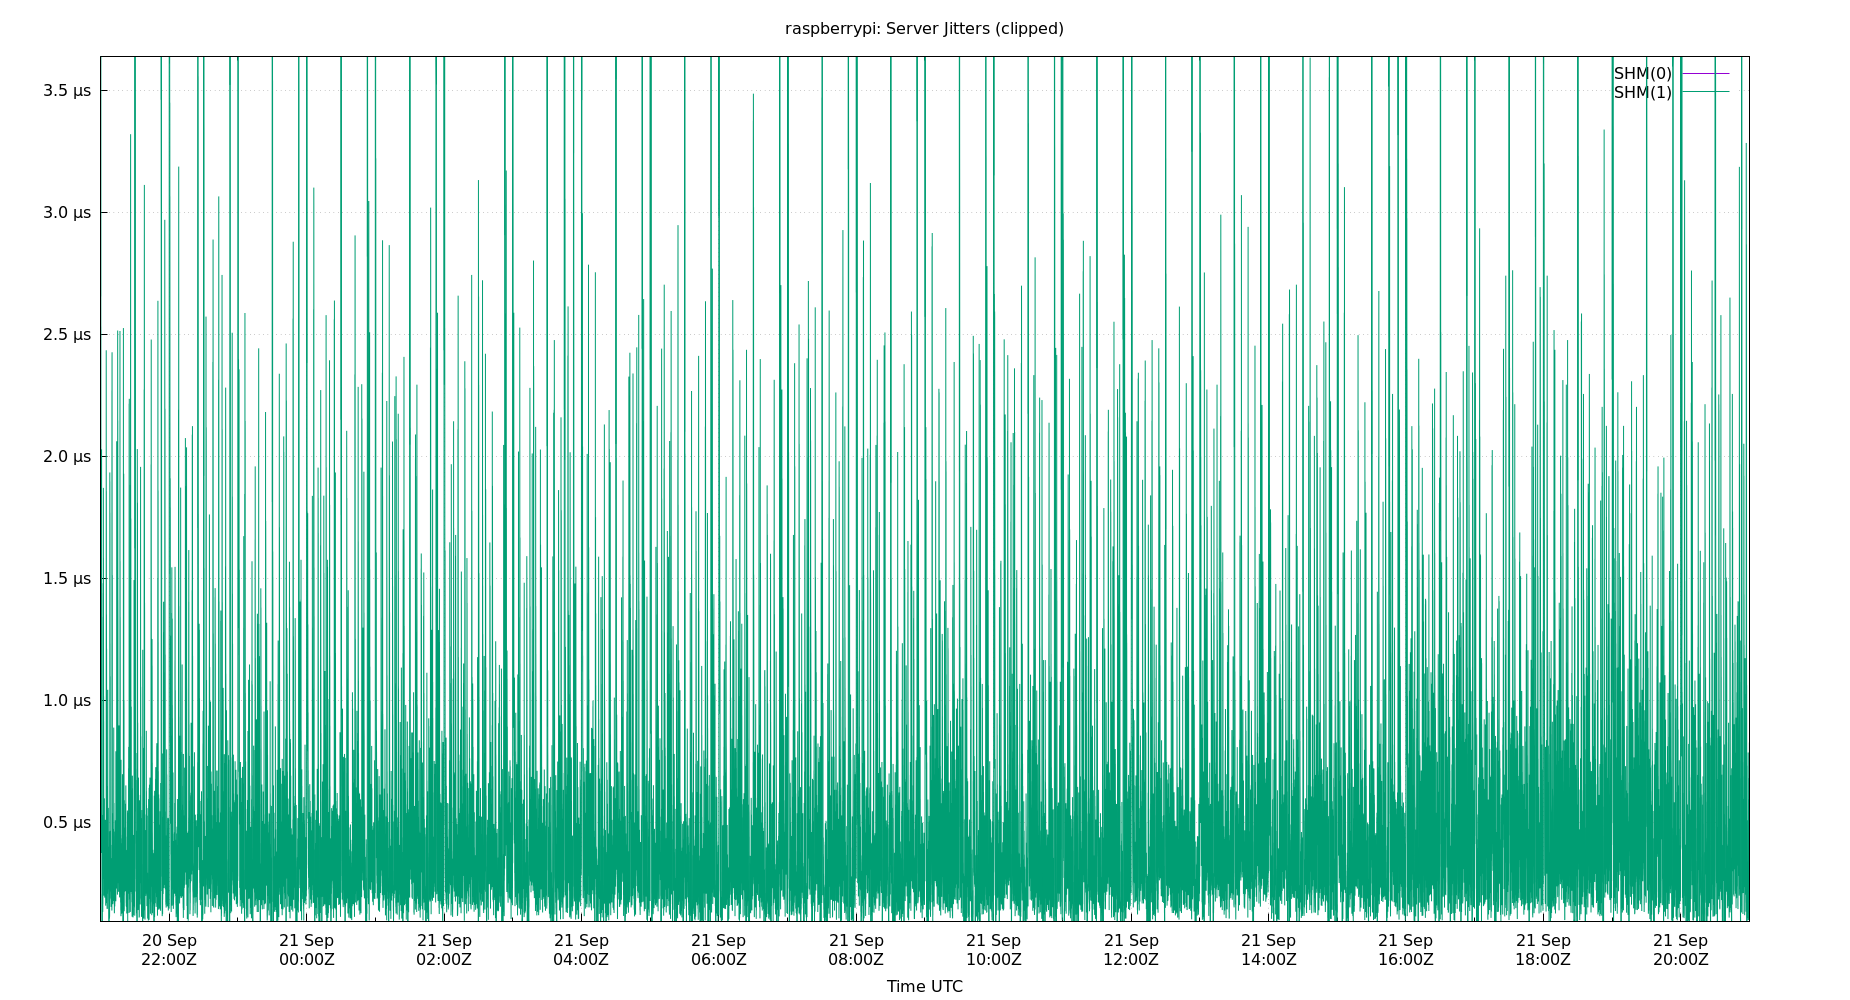 raspberrypi: Server Jitters (clipped)
SHM(0)
SHM(1)
3.5 μs
3.0 μs
2.5 μs
2.0 μs
1.5 μs
1.0 μs
0.5 μs
20 Sep 21 Sep 21 Sep 21 Sep 21 Sep 21 Sep 21 Sep 21 Sep 21 Sep 21 Sep 21 Sep 21 Sep
22:00Z 00:00Z 02:00Z 04:00Z 06:00Z 08:00Z 10:00Z 12:00Z 14:00Z 16:00Z 18:00Z 20:00Z
Time UTC